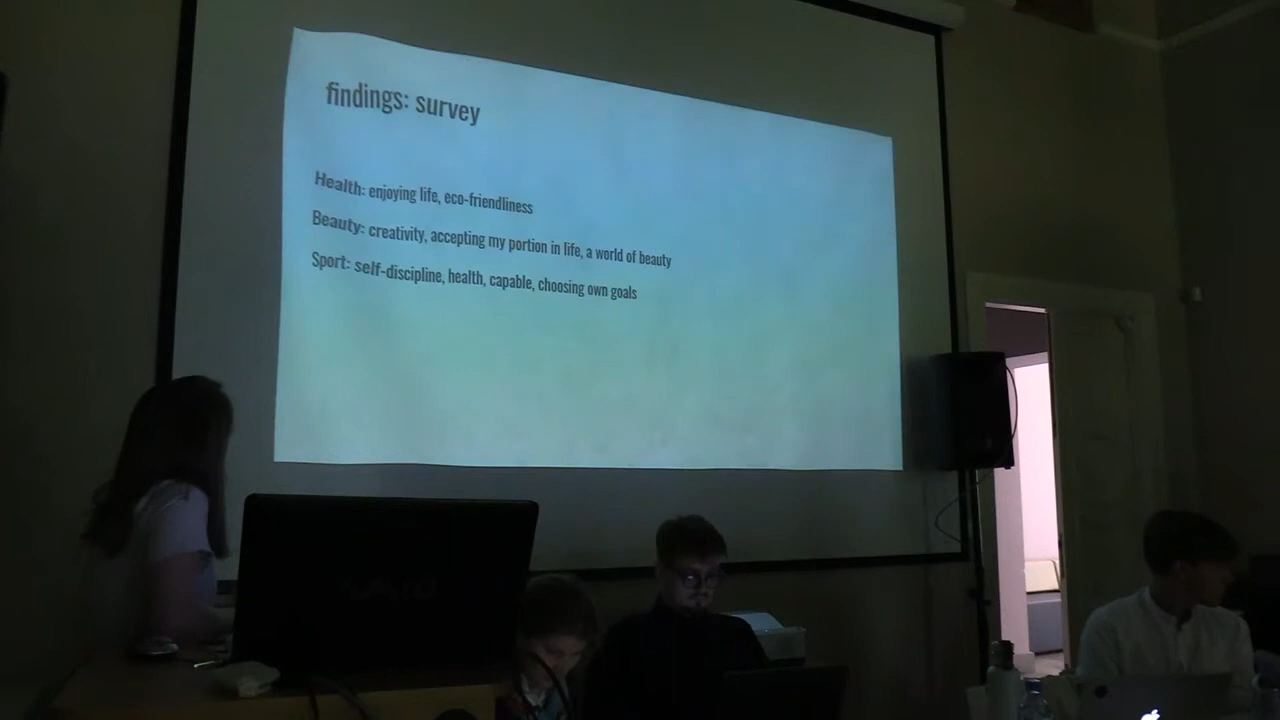 findings: survey
Health: enjoying life, eco-friendliness
Beauty: creativity, accepting my portion in life, a world of beauty
Sport: self-discipline, health, capable, choosing own goals
VAIO